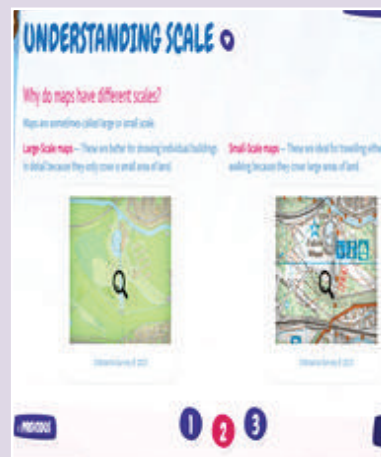 UNDERSTANDING SCALE
Why do maps have different scales?
Maps are sometimes called large or small scale.
Large-Scale maps – These are better for showing individual buildings
in detail because they only cover a small area of land.
Small-Scale maps – These are ideal for travelling either
walking because they cover large areas of land.
PREVIOUS
1 2 3